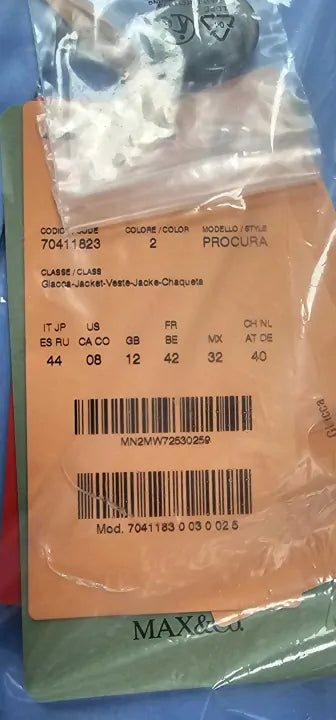 CODICE / CODE COLORE / COLOR MODELLO / STYLE
70411823 2 PROCURA
CLASSE / CLASS
Giacca-Jacket-Veste-Jacke-Chaqueta
IT JP US FR CH NL
ES RU CA CO GB BE MX AT DE
44 08 12 42 32 40
MN2MW72530259
Mod. 7041183 0 03 0 02 5
Giacca
MAX&Co.